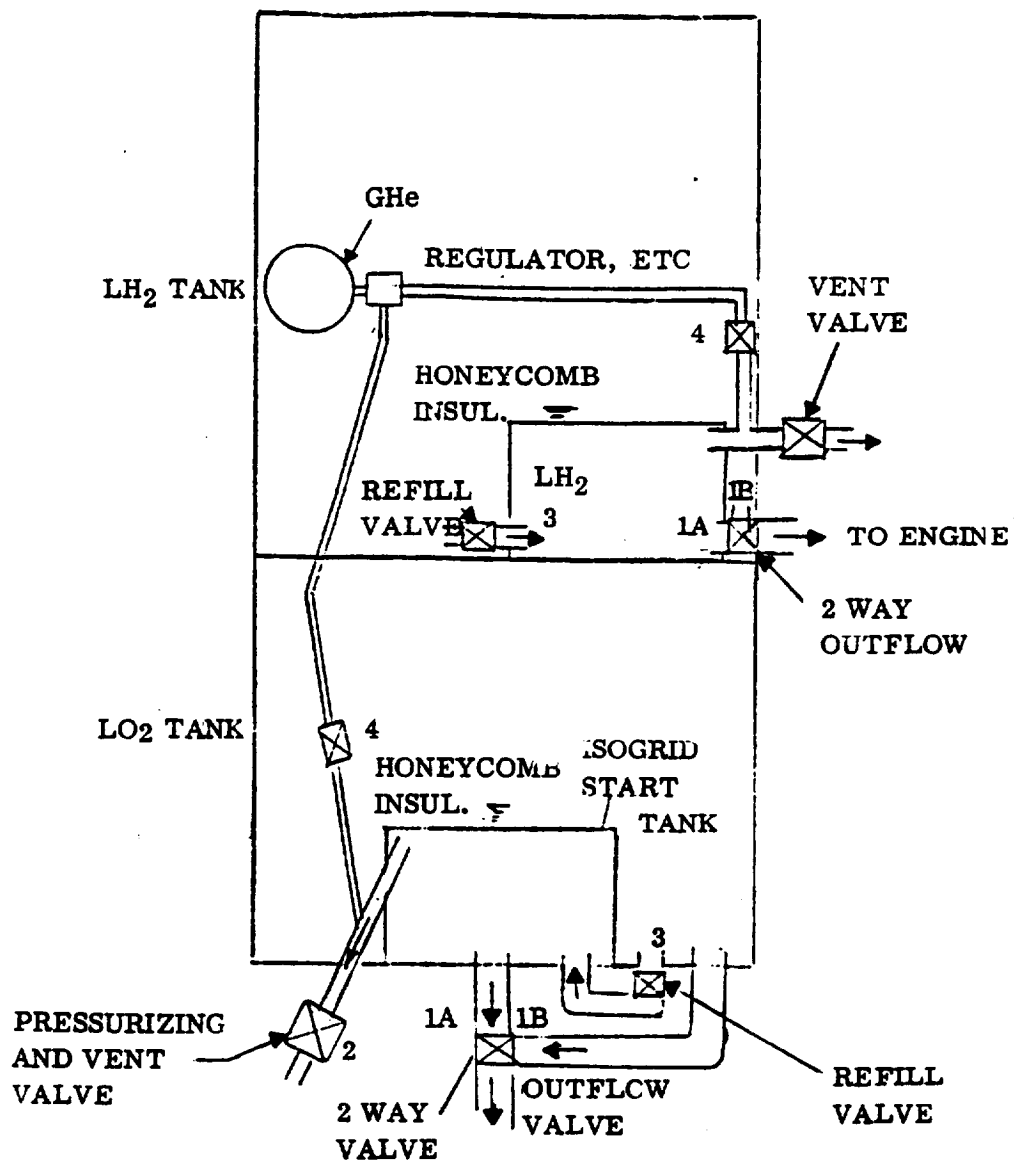 GHe
REGULATOR, ETC
LH2 TANK
VENT
VALVE
4
HONEYCOMB
INSUL.
LH2
REFILL
VALVE
3
1A
1B
TO ENGINE
2 WAY
OUTFLOW
LO2 TANK
4
HONEYCOMB
INSUL.
ISOGRID
START
TANK
3
PRESSURIZING
AND VENT
VALVE
2
1A
1B
2 WAY
VALVE
OUTFLOW
VALVE
REFILL
VALVE